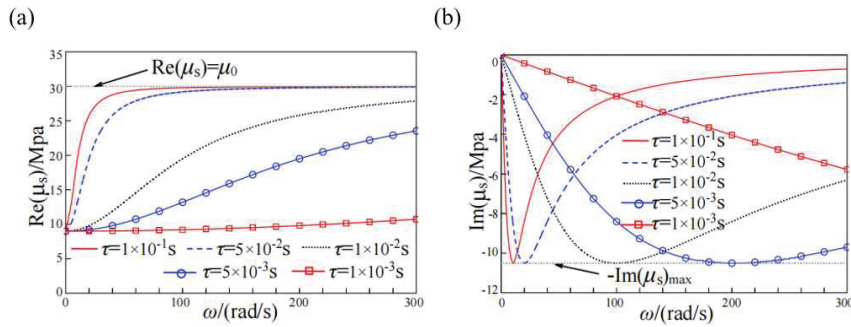 (a)
(b)
35
30
25
20
15
10
5
0
Re(μs)/Mpa
Re(μs)=μ0
τ=1×10⁻¹s
τ=5×10⁻²s
τ=1×10⁻²s
τ=5×10⁻³s
τ=1×10⁻³s
0
100
200
300
ω/(rad/s)
-2
-4
-6
-8
-10
-12
Im(μs)/Mpa
τ=1×10⁻¹s
τ=5×10⁻²s
τ=1×10⁻²s
τ=5×10⁻³s
τ=1×10⁻³s
-Im(μs)max
0
100
200
300
ω/(rad/s)